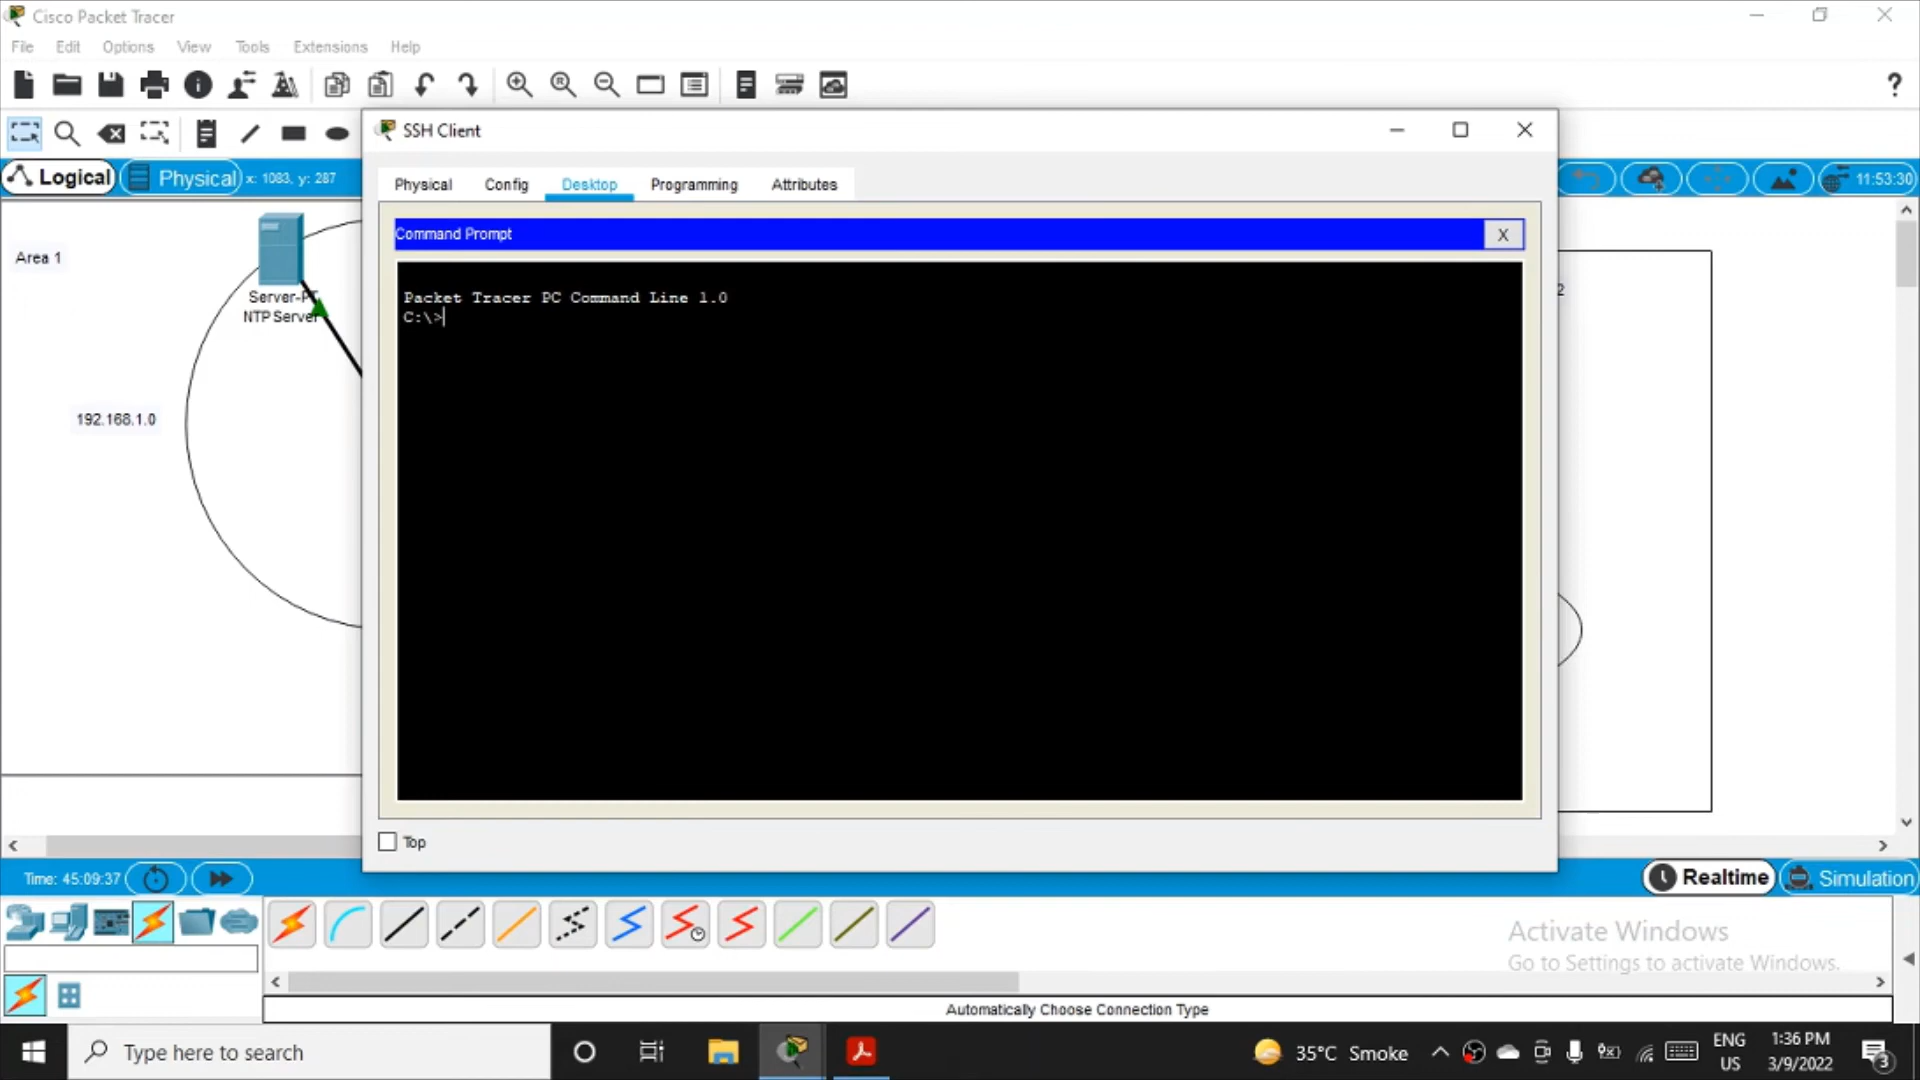 Cisco Packet Tracer
File Edit Options View Tools Extensions Help
?
SSH Client
Logical Physical x: 1083, y: 287
11:53:30
Physical Config Desktop Programming Attributes
Command Prompt X
Area 1
Server-PT
NTP Server
192.168.1.0
Packet Tracer PC Command Line 1.0
C:\>
2
Top
Time: 45:09:37
Realtime Simulation
Activate Windows
Go to Settings to activate Windows.
Automatically Choose Connection Type
Type here to search
35°C Smoke
ENG
US
1:36 PM
3/9/2022
3